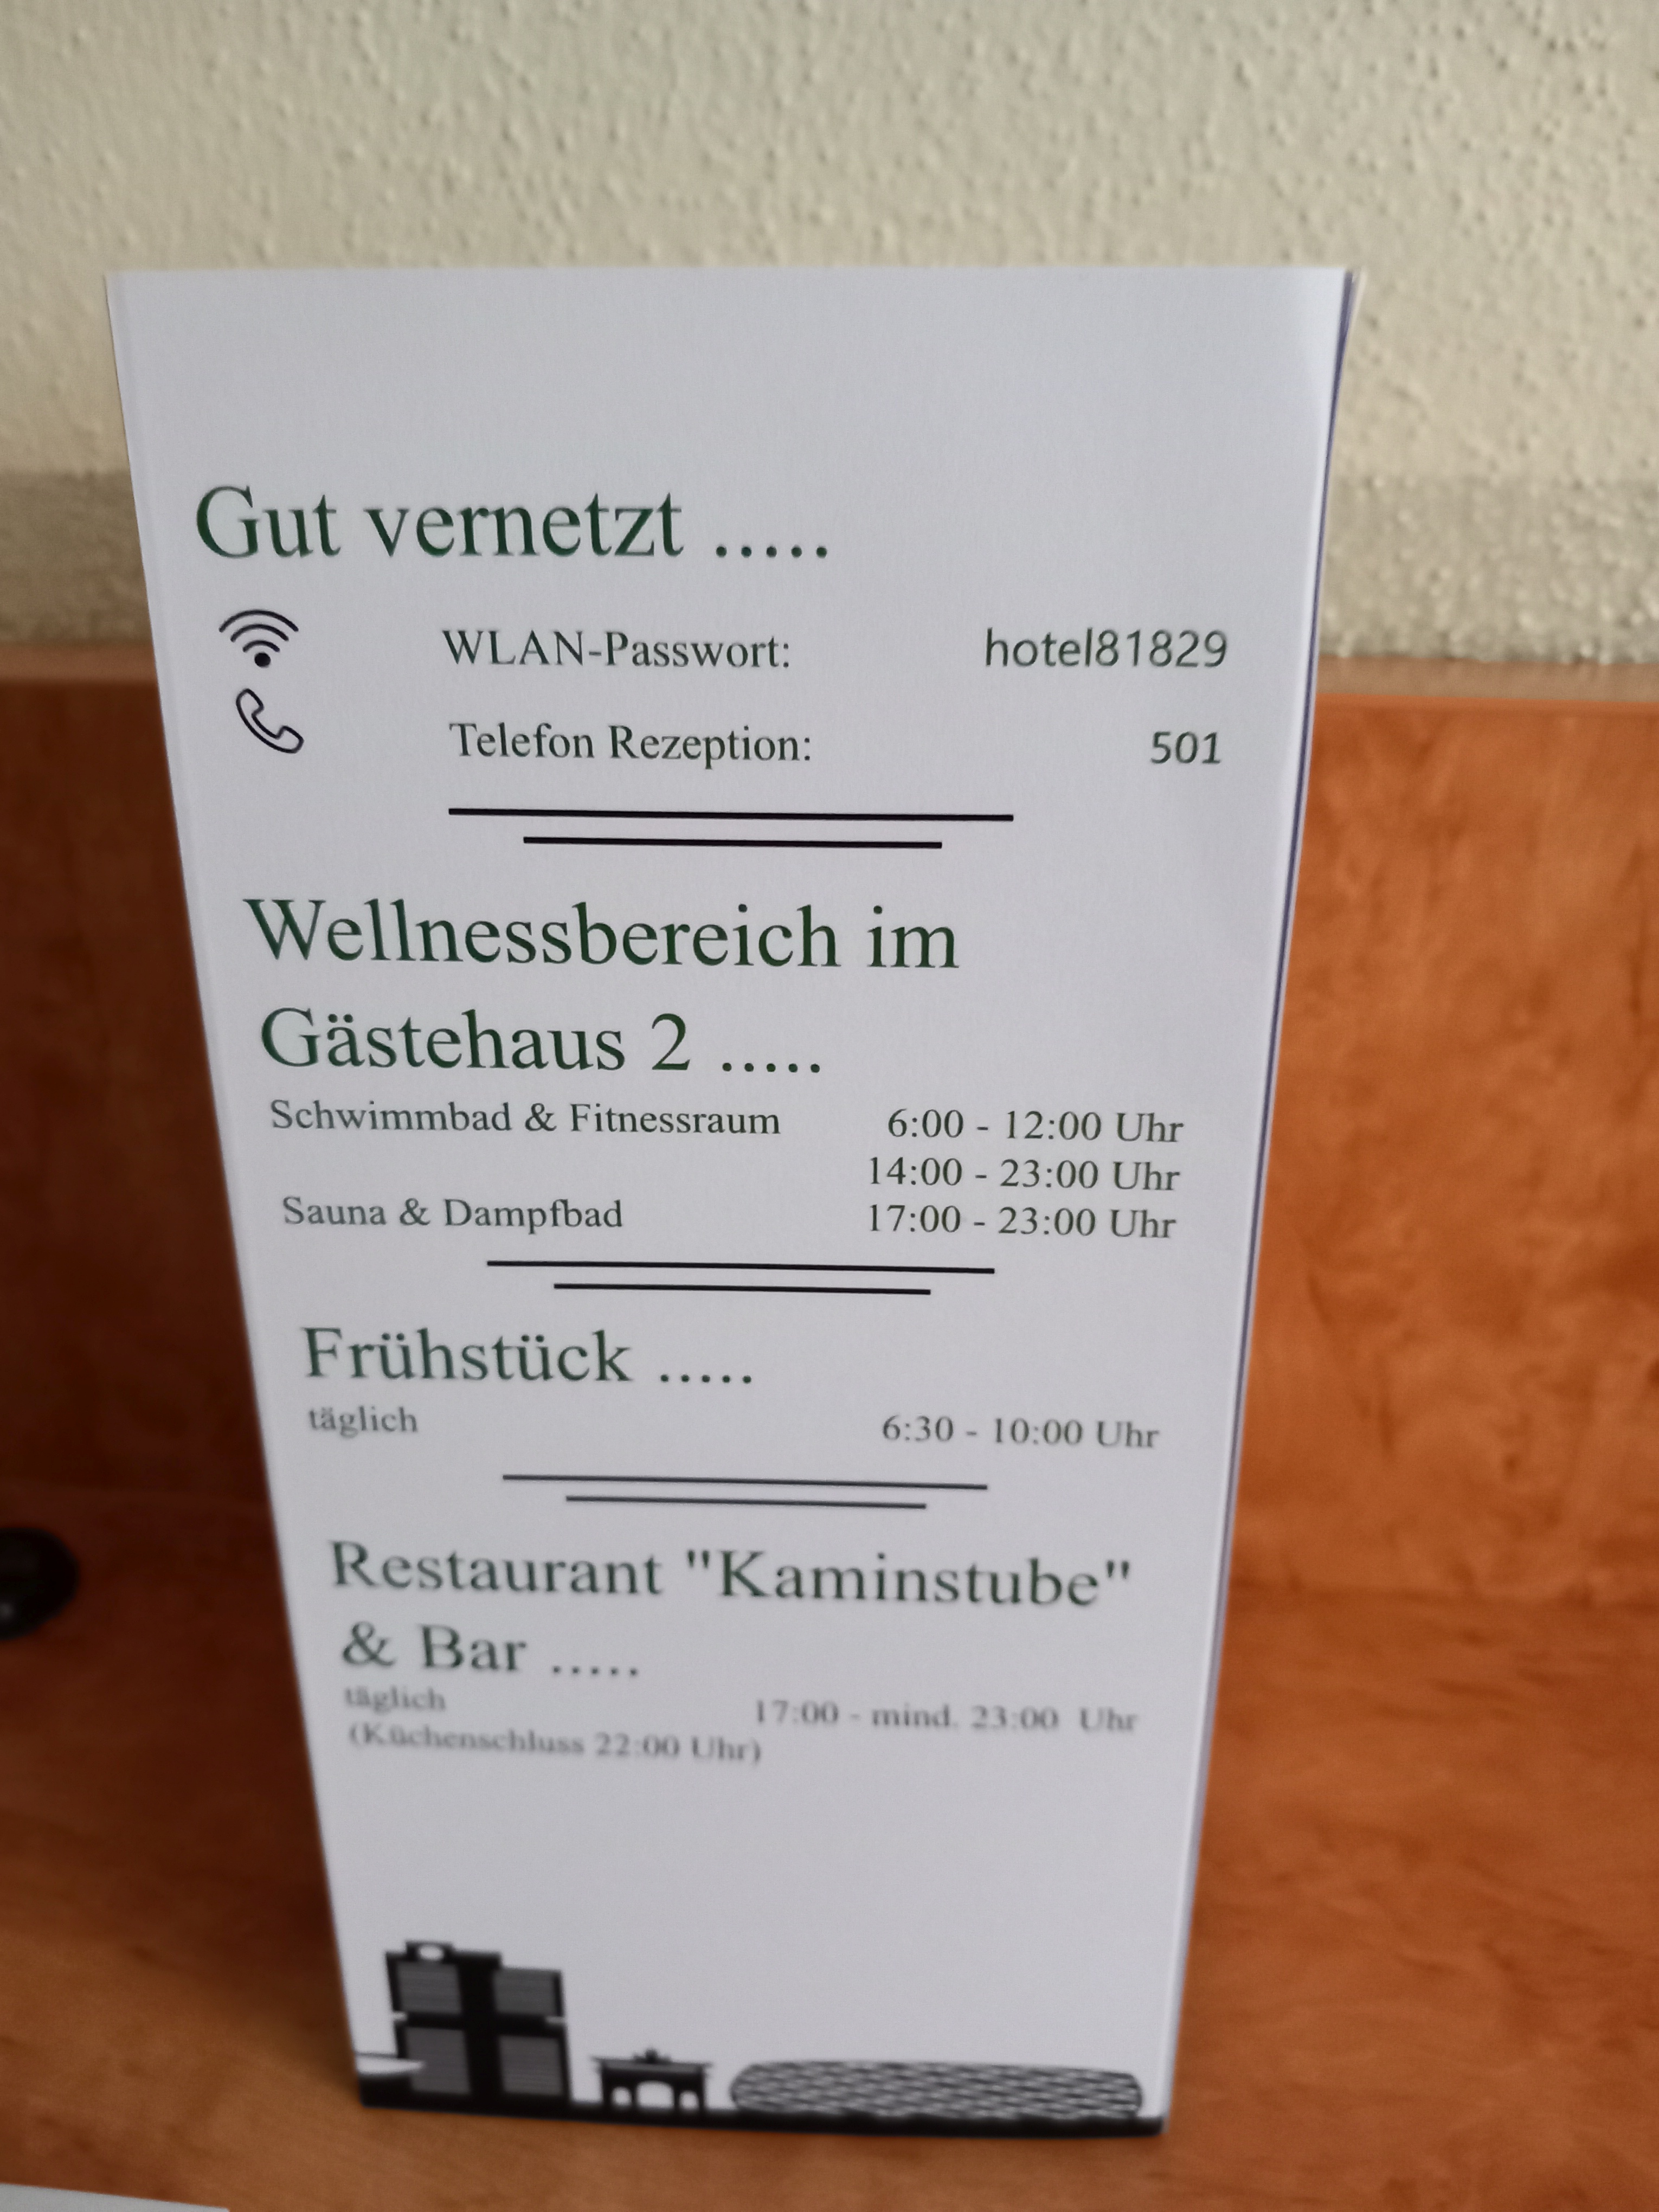 Gut vernetzt .....
WLAN-Passwort: hotel81829
Telefon Rezeption: 501
Wellnessbereich im
Gästehaus 2 .....
Schwimmbad & Fitnessraum 6:00 - 12:00 Uhr
14:00 - 23:00 Uhr
Sauna & Dampfbad 17:00 - 23:00 Uhr
Frühstück .....
täglich 6:30 - 10:00 Uhr
Restaurant "Kaminstube"
& Bar .....
täglich 17:00 - mind. 23:00 Uhr
(Küchenschluss 22:00 Uhr)